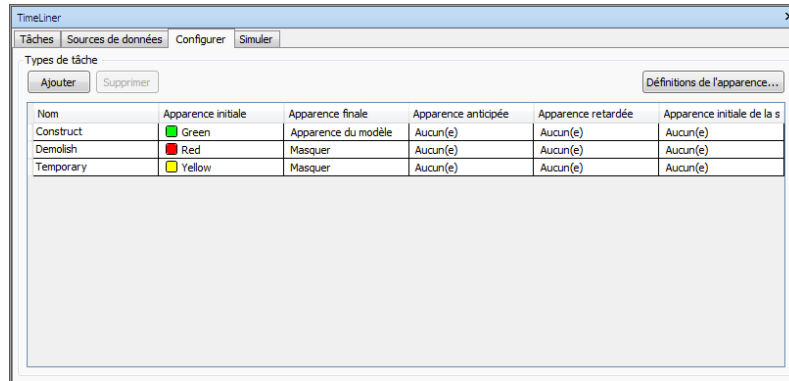 TimeLiner
Tâches Sources de données Configurer Simuler
Types de tâche
Ajouter Supprimer Définitions de l'apparence...
Nom Apparence initiale Apparence finale Apparence anticipée Apparence retardée Apparence initiale de la s
Construct Green Apparence du modèle Aucun(e) Aucun(e) Aucun(e)
Demolish Red Masquer Aucun(e) Aucun(e) Aucun(e)
Temporary Yellow Masquer Aucun(e) Aucun(e) Aucun(e)